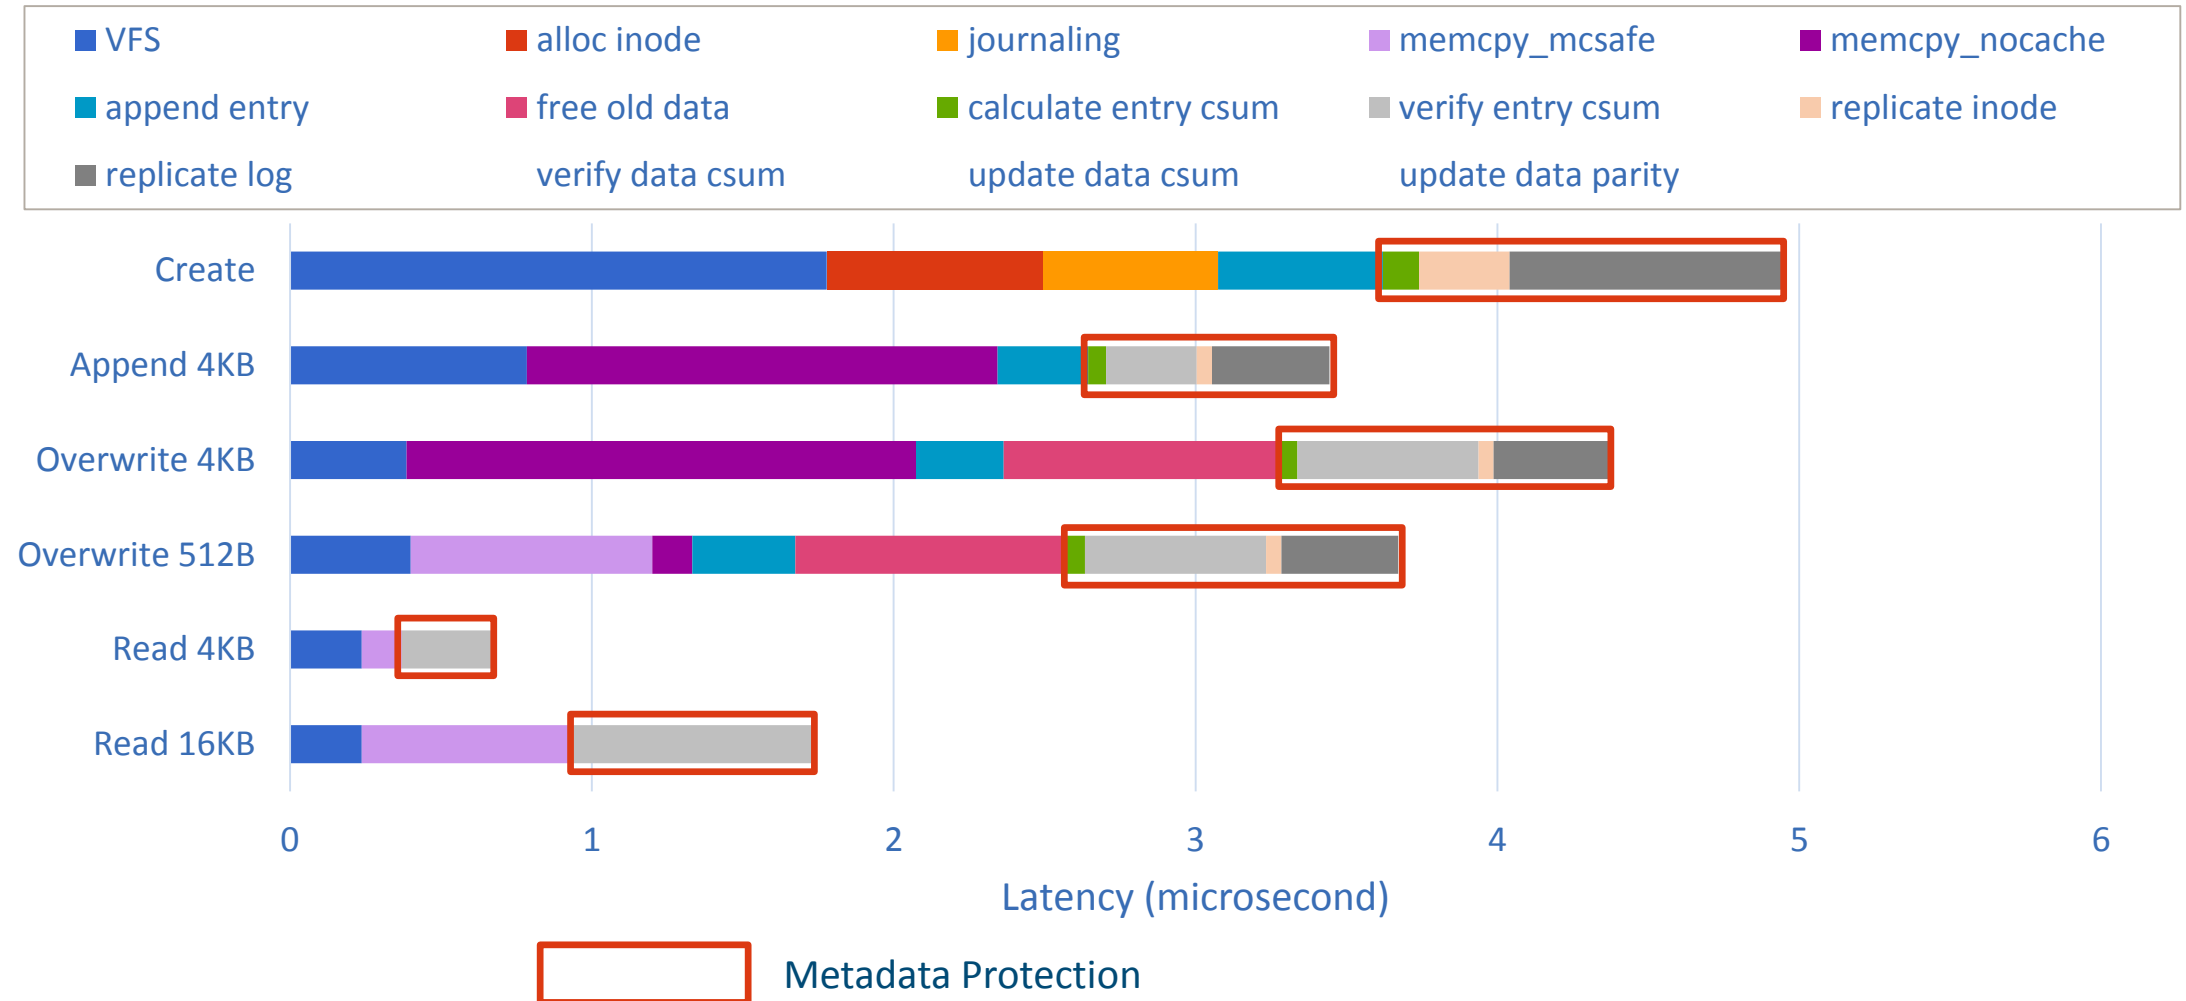 VFS alloc inode journaling memcpy_mcsafe memcpy_nocache
append entry free old data calculate entry csum verify entry csum replicate inode
replicate log verify data csum update data csum update data parity
Create
Append 4KB
Overwrite 4KB
Overwrite 512B
Read 4KB
Read 16KB
0 1 2 3 4 5 6
Latency (microsecond)
Metadata Protection